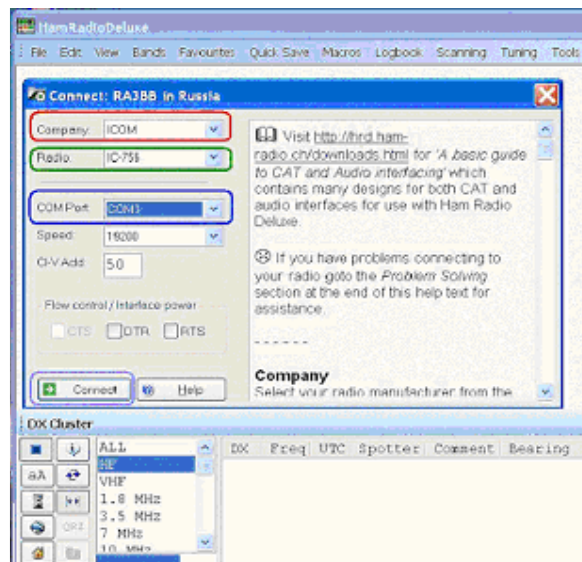 HamRadioDeluxe
File Edit View Bands Favourites Quick Save Macros Logbook Scanning Tuning Tools
Connect: RA3BB in Russia
Company: ICOM
Radio: IC-756
COM Port:
Speed: 19200
CI-V Add 50
Flow control / Interface power
CTS DTR RTS
Connect Help
Visit http://hrd.ham-
radio.ch/downloads.html for 'A basic guide
to CAT and Audio interfacing' which
contains many designs for both CAT and
audio interfaces for use with Ham Radio
Deluxe.
If you have problems connecting to
your radio goto the Problem Solving
section at the end of this help text for
assistance.
- - - - - -
Company
Select your radio manufacturer from the
DX Cluster
ALL
HF
VHF
1.8 MHz
3.5 MHz
7 MHz
10 MHz
aA
QRZ
DX Freq UTC Spotter Comment Bearing